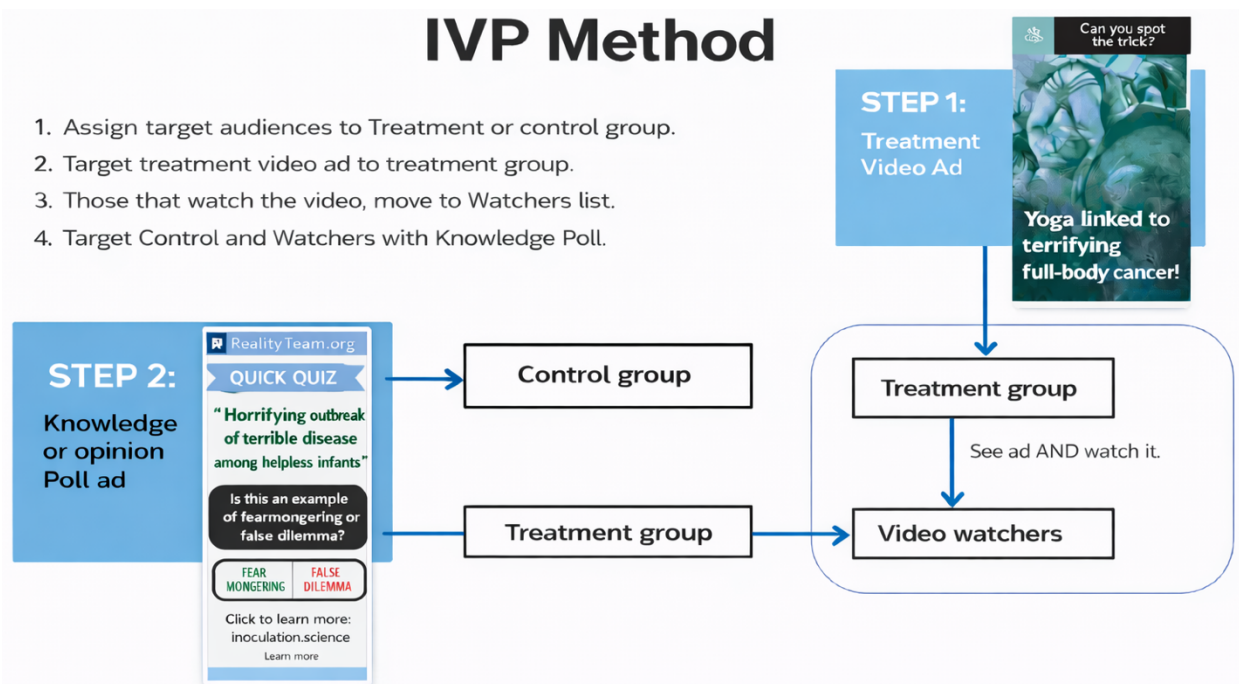 IVP Method
1. Assign target audiences to Treatment or control group.
2. Target treatment video ad to treatment group.
3. Those that watch the video, move to Watchers list.
4. Target Control and Watchers with Knowledge Poll.
STEP 1:
Treatment
Video Ad
Can you spot
the trick?
Yoga linked to
terrifying
full-body cancer!
STEP 2:
Knowledge
or opinion
Poll ad
RealityTeam.org
QUICK QUIZ
“Horrifying outbreak
of terrible disease
among helpless infants”
Is this an example
of fearmongering or
false dilemma?
FEAR
MONGERING
FALSE
DILEMMA
Click to learn more:
inoculation.science
Learn more
Control group
Treatment group
Treatment group
See ad AND watch it.
Video watchers